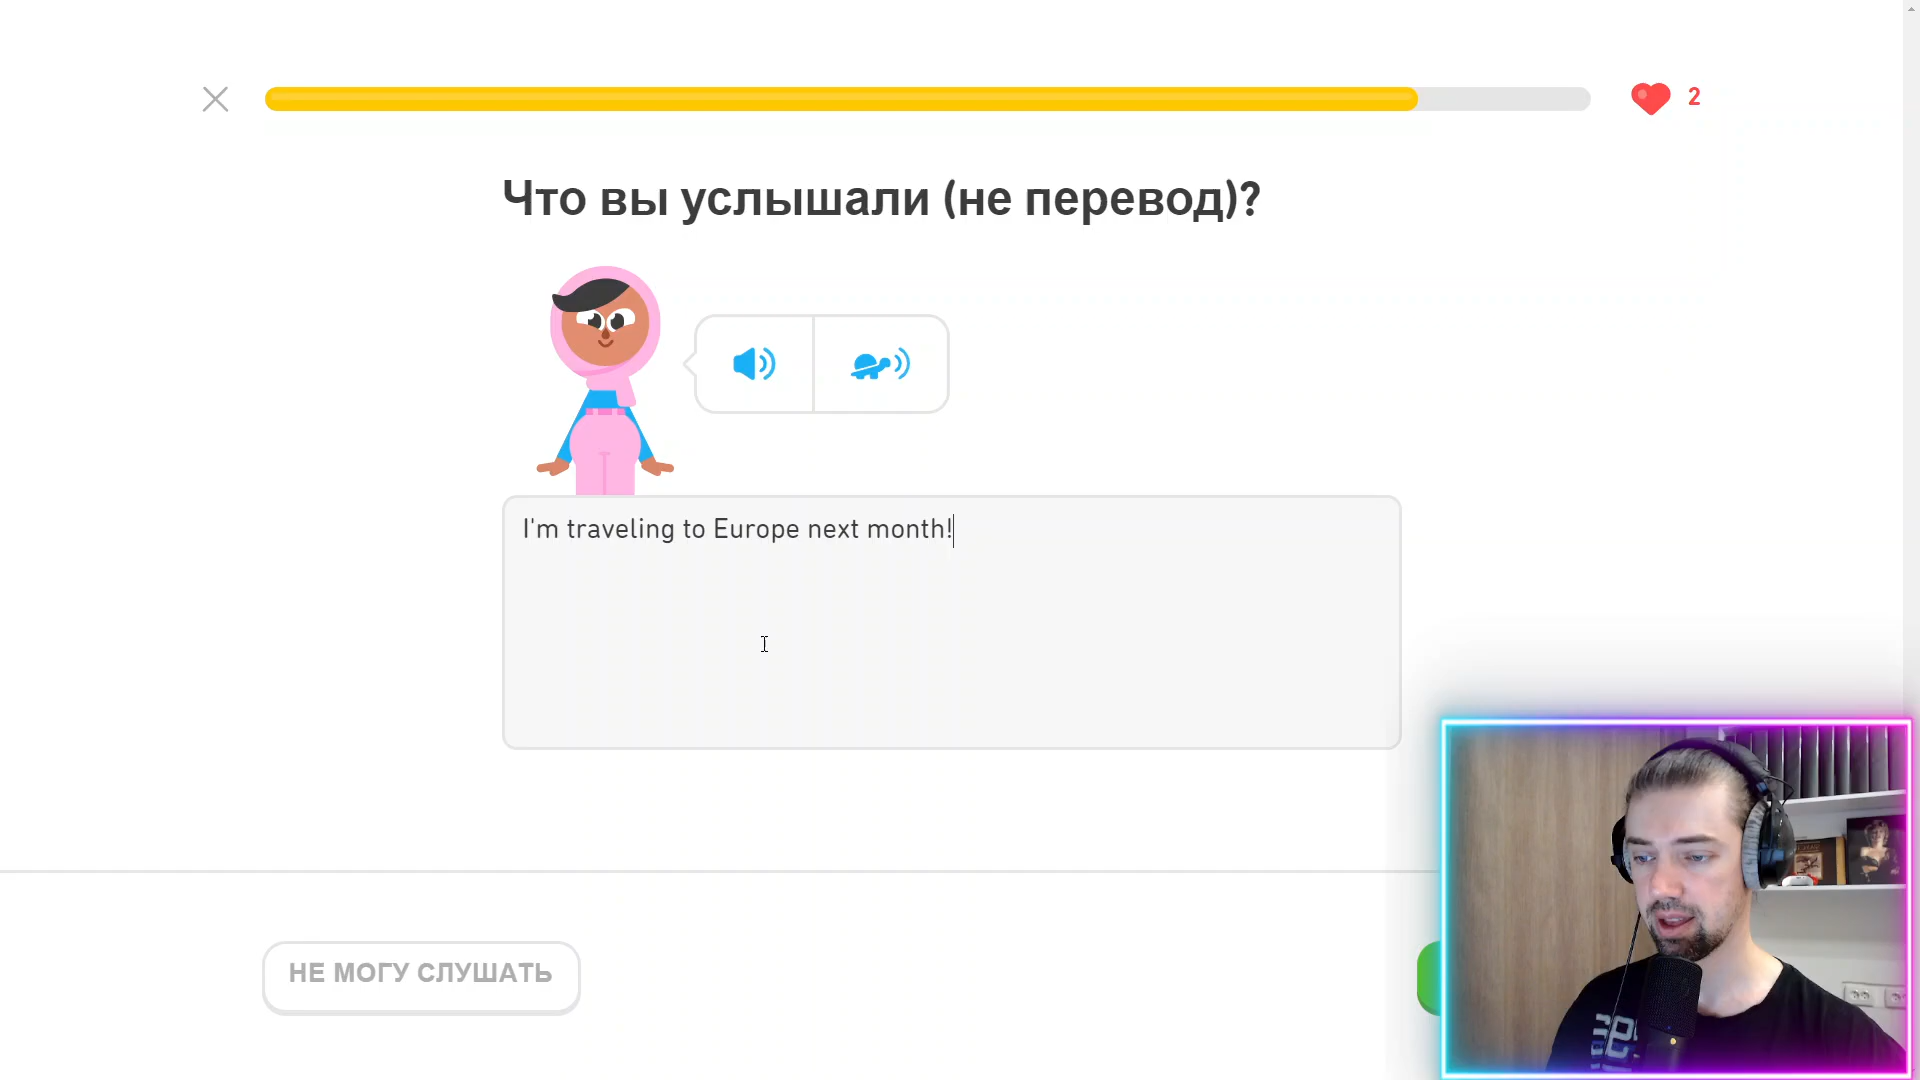 2
Что вы услышали (не перевод)?
I'm traveling to Europe next month!
НЕ МОГУ СЛУШАТЬ